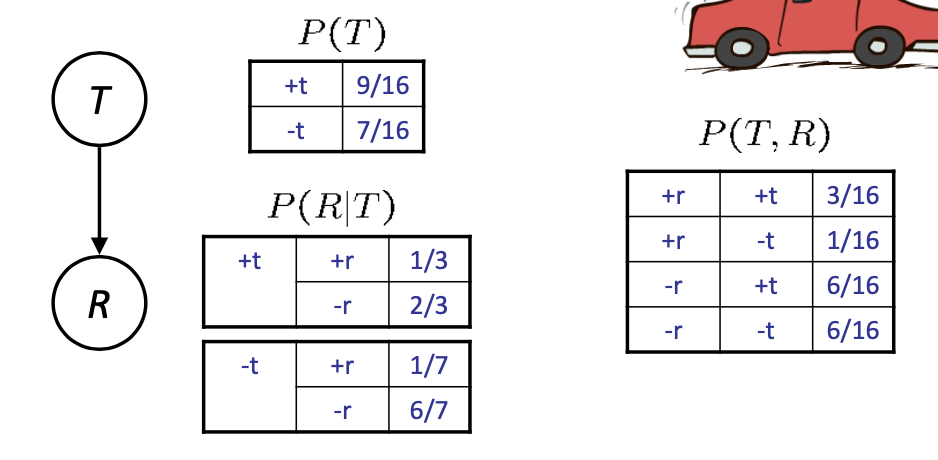 P(T)
+t 9/16
-t 7/16
T
P(R|T)
+t +r 1/3
-r 2/3
-t +r 1/7
-r 6/7
R
P(T, R)
+r +t 3/16
+r -t 1/16
-r +t 6/16
-r -t 6/16